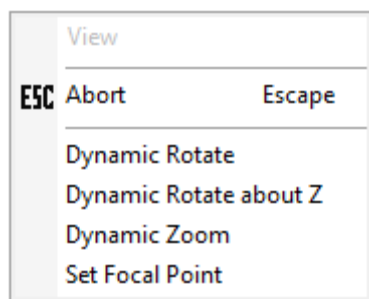 View
ESC Abort Escape
Dynamic Rotate
Dynamic Rotate about Z
Dynamic Zoom
Set Focal Point